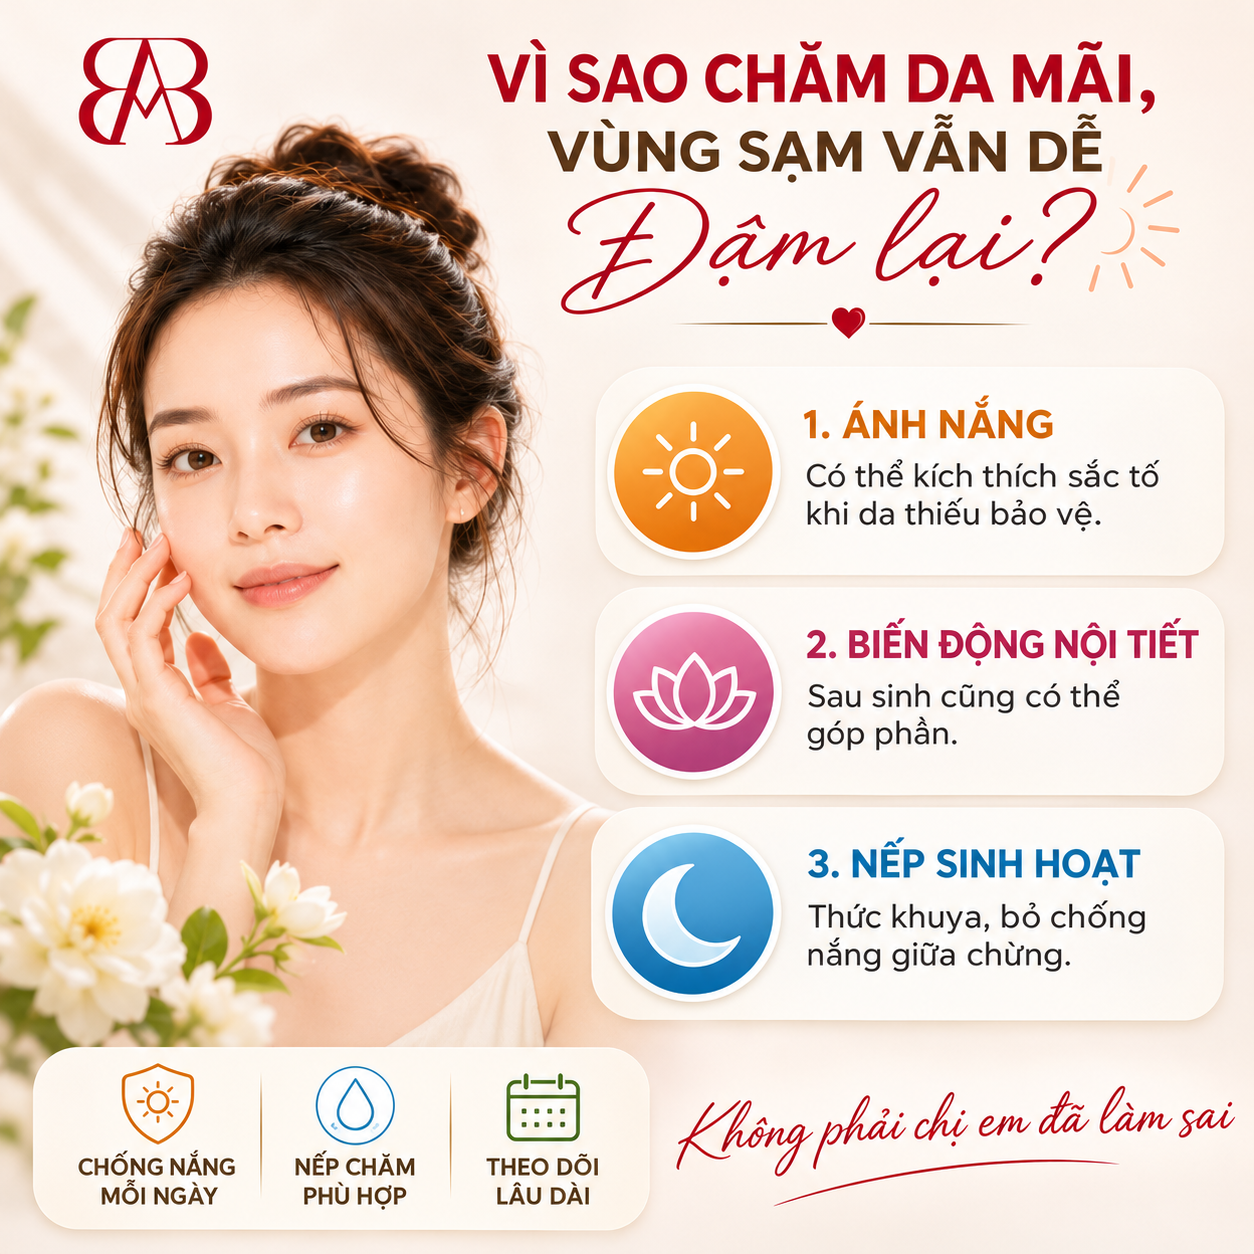 VÌ SAO CHĂM DA MÃI,
VÙNG SẠM VẪN DỄ
Đậm lại?
1. ÁNH NẮNG
Có thể kích thích sắc tố
khi da thiếu bảo vệ.
2. BIẾN ĐỘNG NỘI TIẾT
Sau sinh cũng có thể
góp phần.
3. NẾP SINH HOẠT
Thức khuya, bỏ chống
nắng giữa chừng.
CHỐNG NẮNG
MỖI NGÀY
NẾP CHĂM
PHÙ HỢP
THEO DÕI
LÂU DÀI
Không phải chị em đã làm sai